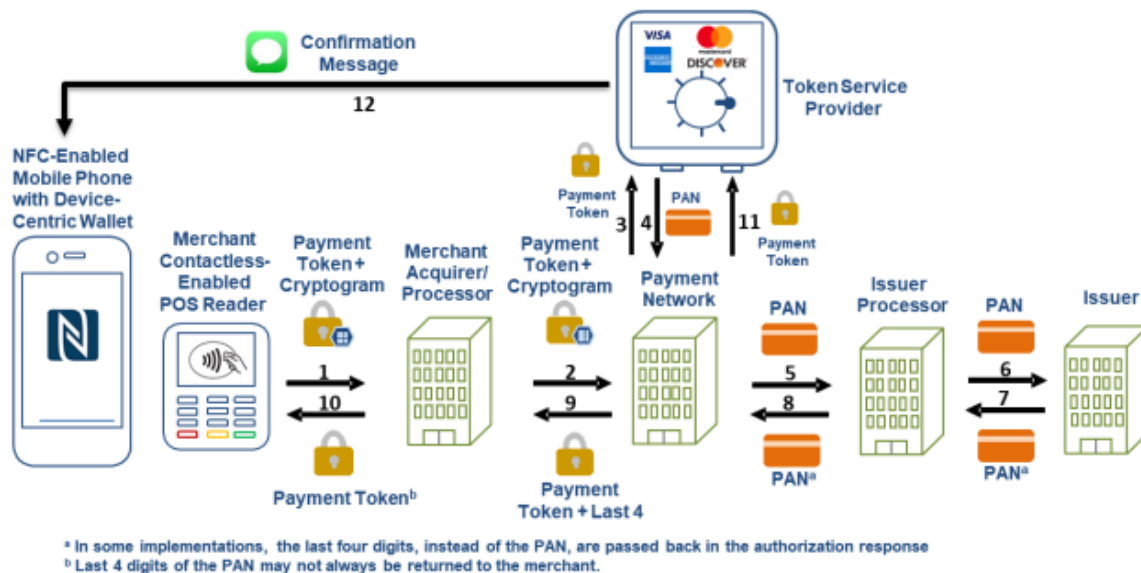 Confirmation
Message
12
VISA
mastercard
DISCOVER
Token Service
Provider
NFC-Enabled
Mobile Phone
with Device-
Centric Wallet
Payment
Token
3
4
PAN
11
Payment
Token
Merchant
Contactless-
Enabled
POS Reader
Payment
Token +
Cryptogram
Merchant
Acquirer/
Processor
Payment
Token +
Cryptogram
Payment
Network
PAN
Issuer
Processor
PAN
Issuer
1
10
2
9
5
8
6
7
Payment Tokenᵇ
Payment
Token + Last 4
PANᵃ
PANᵃ
ᵃ In some implementations, the last four digits, instead of the PAN, are passed back in the authorization response
ᵇ Last 4 digits of the PAN may not always be returned to the merchant.